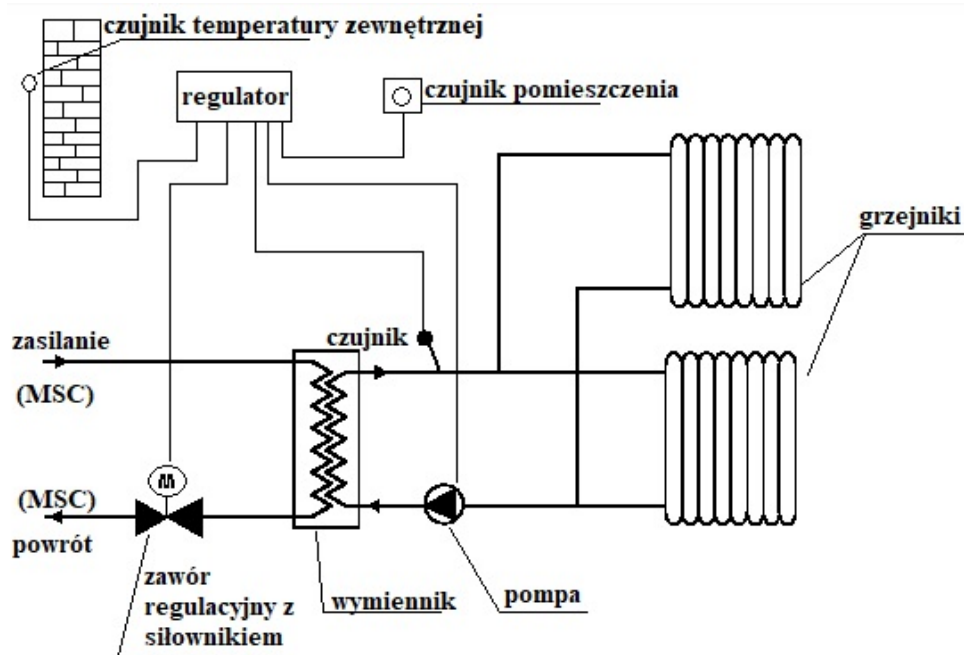 czujnik temperatury zewnętrznej
regulator
czujnik pomieszczenia
grzejniki
zasilanie
czujnik
(MSC)
(MSC)
powrót
zawór
regulacyjny z
siłownikiem
wymiennik
pompa